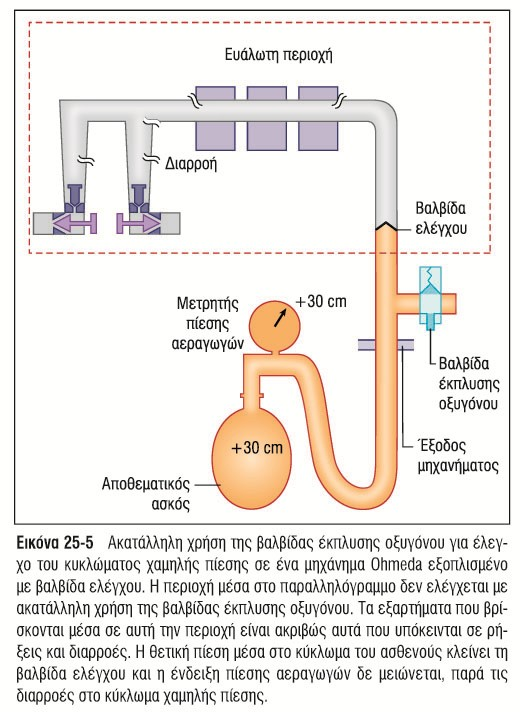 Ευάλωτη περιοχή
Διαρροή
Βαλβίδα
ελέγχου
Μετρητής
πίεσης
αεραγωγών
+30 cm
Βαλβίδα
έκπλυσης
οξυγόνου
+30 cm
Έξοδος
μηχανήματος
Αποθεματικός
ασκός
Εικόνα 25-5 Ακατάλληλη χρήση της βαλβίδας έκπλυσης οξυγόνου για έλεγ-
χο του κυκλώματος χαμηλής πίεσης σε ένα μηχάνημα Ohmeda εξοπλισμένο
με βαλβίδα ελέγχου. Η περιοχή μέσα στο παραλληλόγραμμο δεν ελέγχεται με
ακατάλληλη χρήση της βαλβίδας έκπλυσης οξυγόνου. Τα εξαρτήματα που βρί-
σκονται μέσα σε αυτή την περιοχή είναι ακριβώς αυτά που υπόκεινται σε ρή-
ξεις και διαρροές. Η θετική πίεση μέσα στο κύκλωμα του ασθενούς κλείνει τη
βαλβίδα ελέγχου και η ένδειξη πίεσης αεραγωγών δε μειώνεται, παρά τις
διαρροές στο κύκλωμα χαμηλής πίεσης.